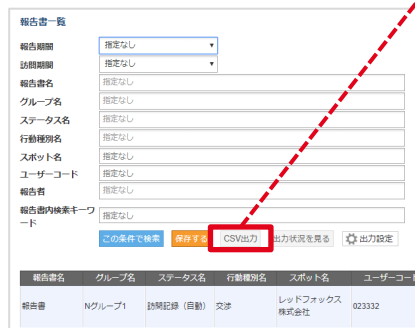 報告書一覧
報告期間 指定なし
訪問期間 指定なし
報告書名 指定なし
グループ名 指定なし
ステータス名 指定なし
行動種別名 指定なし
スポット名 指定なし
ユーザーコード 指定なし
報告者 指定なし
報告書内検索キーワ
ード 指定なし
この条件で検索 保存する CSV出力 出力状況を見る 出力設定
報告書名 グループ名 ステータス名 行動種別名 スポット名 ユーザーコード
報告書 Nグループ1 訪問記録（自動） 交渉 レッドフォックス
株式会社 023332